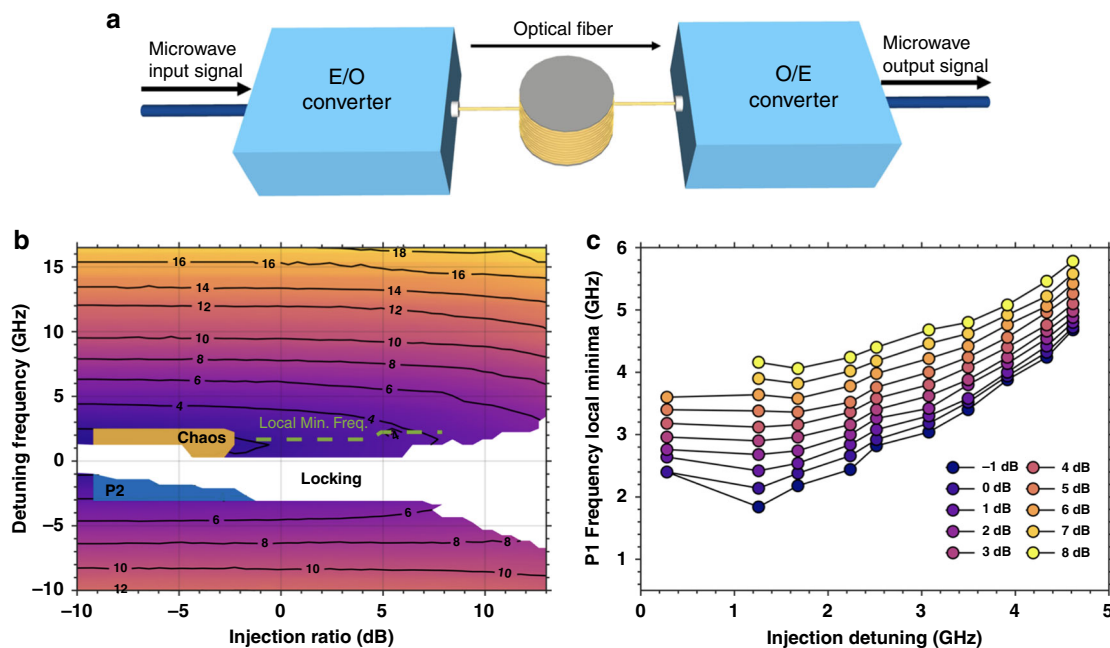 a
Microwave
input signal
E/O
converter
Optical fiber
O/E
converter
Microwave
output signal
b
Detuning frequency (GHz)
15
10
5
0
−5
−10
18
16
16
16
14
14
12
12
10
10
8
8
6
6
4
4
4
Local Min. Freq.
Chaos
Locking
P2
6
6
8
8
8
10
10
10
12
−10
−5
0
5
10
Injection ratio (dB)
c
P1 Frequency local minima (GHz)
6
5
4
3
2
1
−1 dB
0 dB
1 dB
2 dB
3 dB
4 dB
5 dB
6 dB
7 dB
8 dB
0
1
2
3
4
5
Injection detuning (GHz)